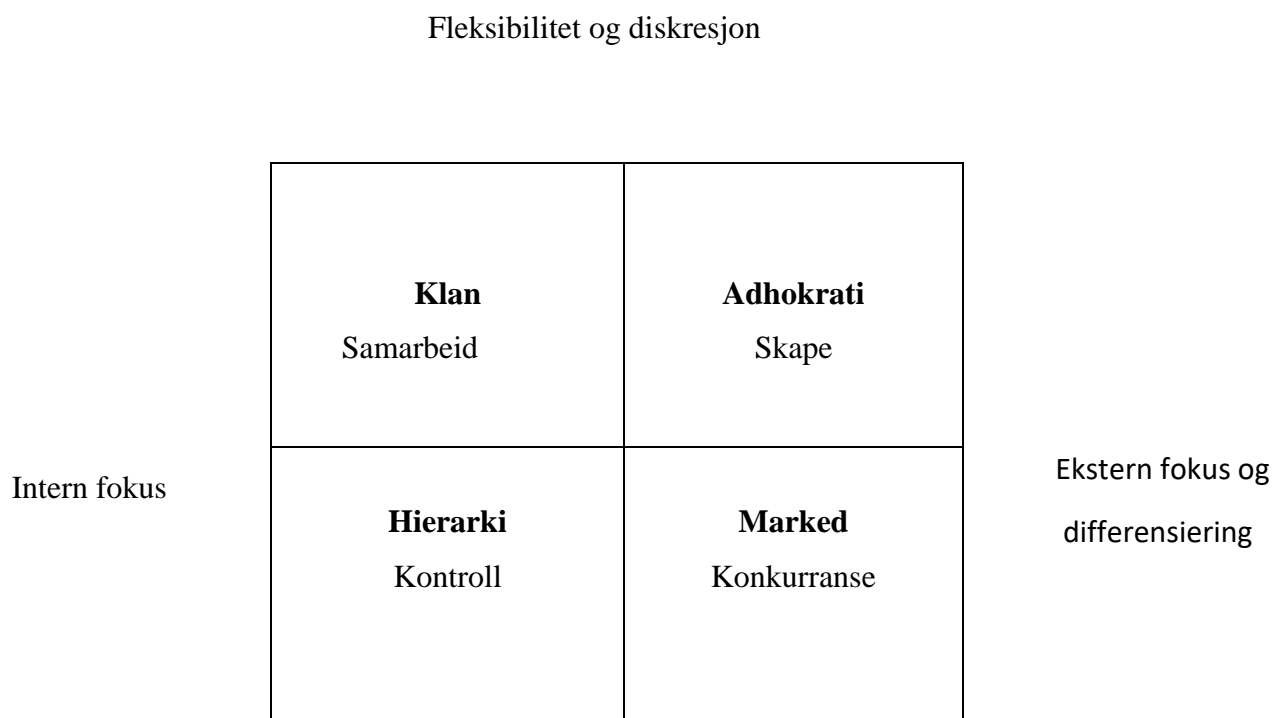 Fleksibilitet og diskresjon
Klan
Samarbeid
Adhokrati
Skape
Intern fokus
Ekstern fokus og
differensiering
Hierarki
Kontroll
Marked
Konkurranse